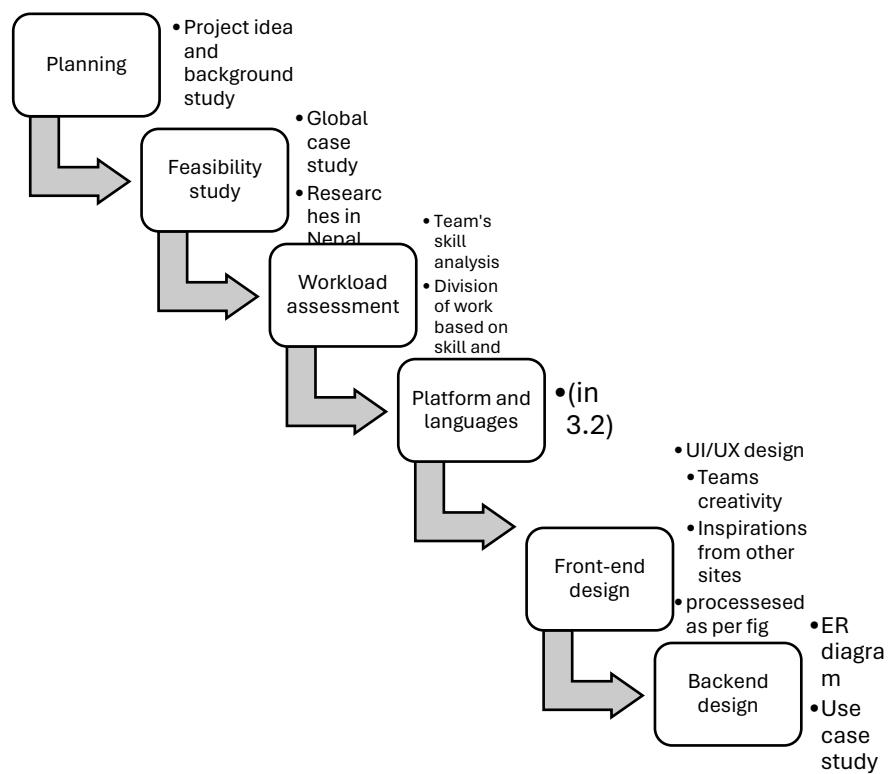 Planning
•Project idea
and
background
study
Feasibility
study
•Global
case
study
•Researc
hes in
Nepal
Workload
assessment
•Team's
skill
analysis
•Division
of work
based on
skill and
Platform and
languages
•(in
3.2)
Front-end
design
•UI/UX design
•Teams
creativity
•Inspirations
from other
sites
•processesed
as per fig
Backend
design
•ER
diagra
m
•Use
case
study